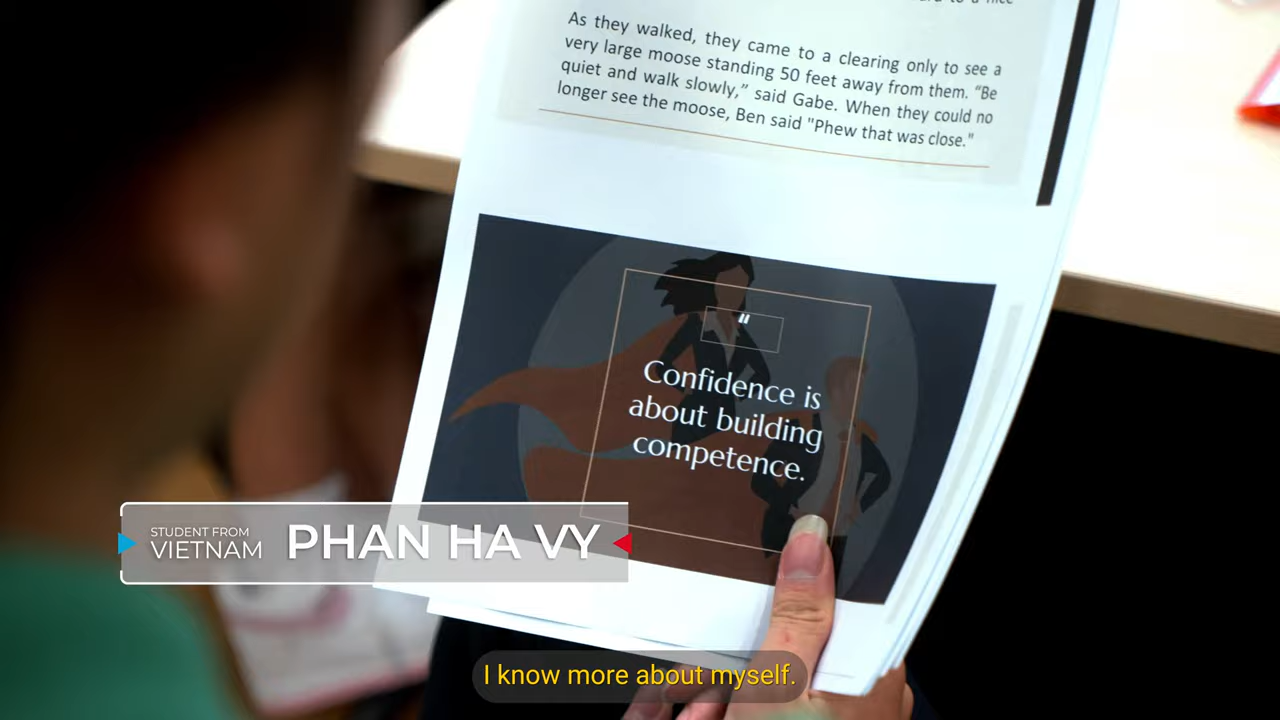 As they walked, they came to a clearing only to see a
very large moose standing 50 feet away from them. “Be
quiet and walk slowly,” said Gabe. When they could no
longer see the moose, Ben said "Phew that was close."
“
Confidence is
about building
competence.
STUDENT FROM
VIETNAM
PHAN HA VY
I know more about myself.